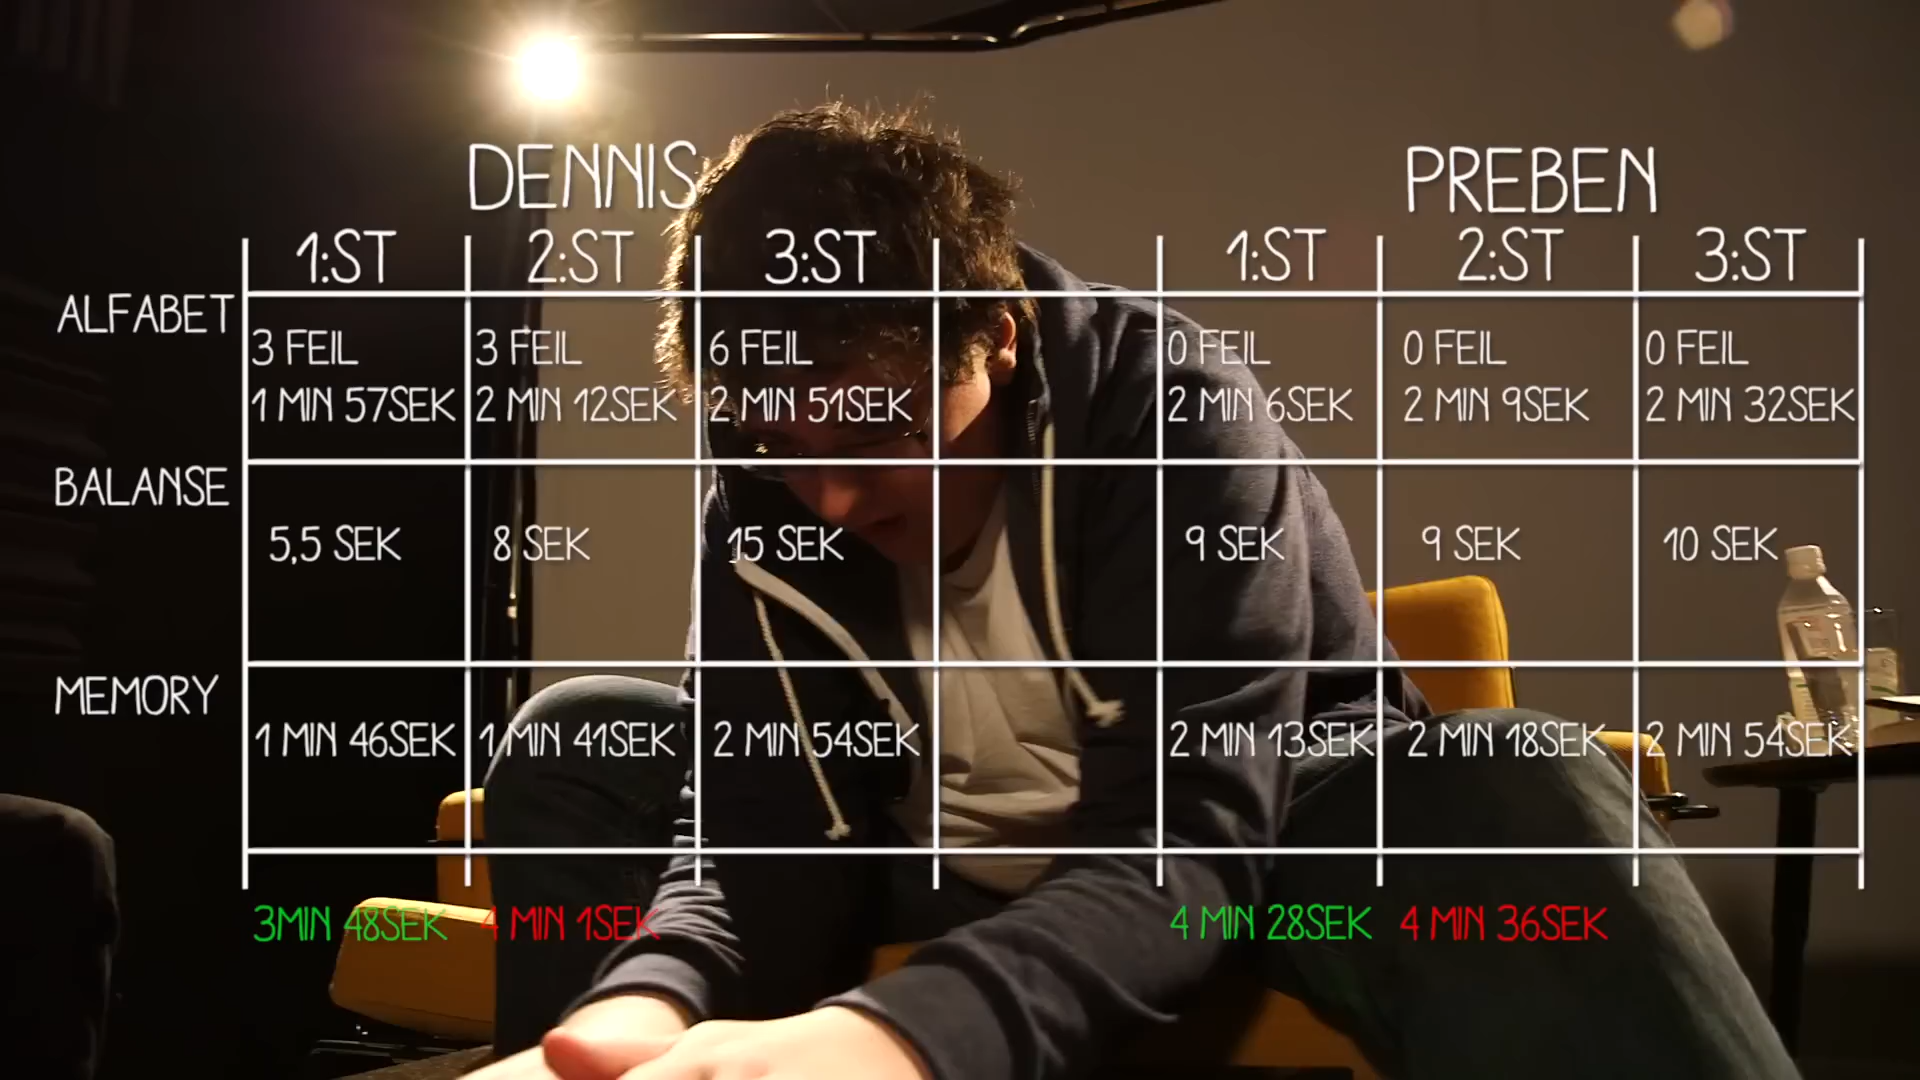 DENNIS PREBEN
1:ST 2:ST 3:ST 1:ST 2:ST 3:ST
ALFABET
3 FEIL 3 FEIL 6 FEIL 0 FEIL 0 FEIL 0 FEIL
1 MIN 57SEK 2 MIN 12SEK 2 MIN 51SEK 2 MIN 6SEK 2 MIN 9SEK 2 MIN 32SEK
BALANSE
5,5 SEK 8 SEK 15 SEK 9 SEK 9 SEK 10 SEK
MEMORY
1 MIN 46SEK 1 MIN 41SEK 2 MIN 54SEK 2 MIN 13SEK 2 MIN 18SEK 2 MIN 54SEK
3MIN 48SEK 4 MIN 1SEK 4 MIN 28SEK 4 MIN 36SEK